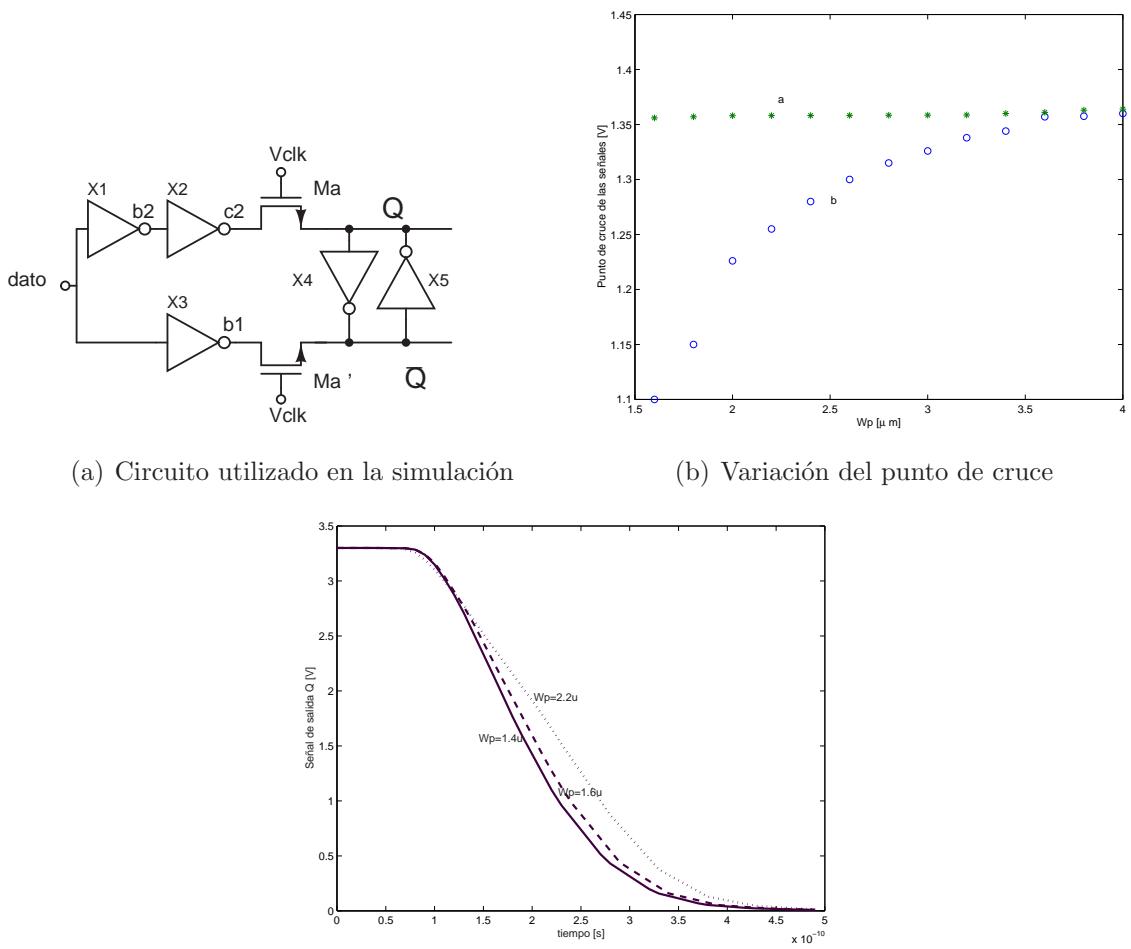 X1
X2
b2
c2
Vclk
Ma
Q
dato
X4
X5
X3
b1
Ma '
Q̅
Vclk
1.45
1.4
1.35
1.3
1.25
1.2
1.15
1.1
Punto de cruce de las señales [V]
a
b
1.5
2
2.5
3
3.5
4
Wp [μ m]
(a) Circuito utilizado en la simulación
(b) Variación del punto de cruce
3.5
3
2.5
2
1.5
1
0.5
0
Señal de salida Q [V]
Wp=2.2u
Wp=1.4u
Wp=1.6u
0
0.5
1
1.5
2
2.5
3
3.5
4
4.5
5
tiempo [s]
x 10⁻¹⁰